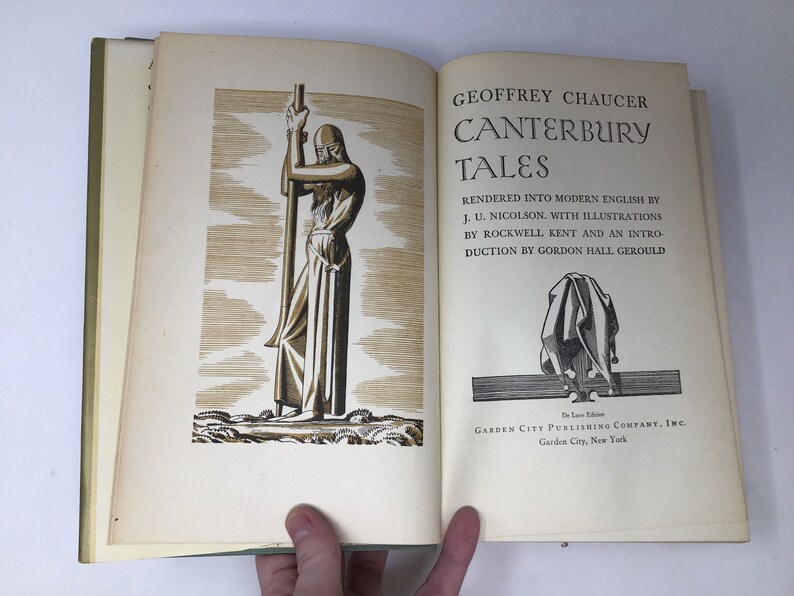 GEOFFREY CHAUCER
CANTERBURY
TALES
RENDERED INTO MODERN ENGLISH BY
J. U. NICOLSON. WITH ILLUSTRATIONS
BY ROCKWELL KENT AND AN INTRO-
DUCTION BY GORDON HALL GEROULD
De Luxe Edition
GARDEN CITY PUBLISHING COMPANY, INC.
Garden City, New York